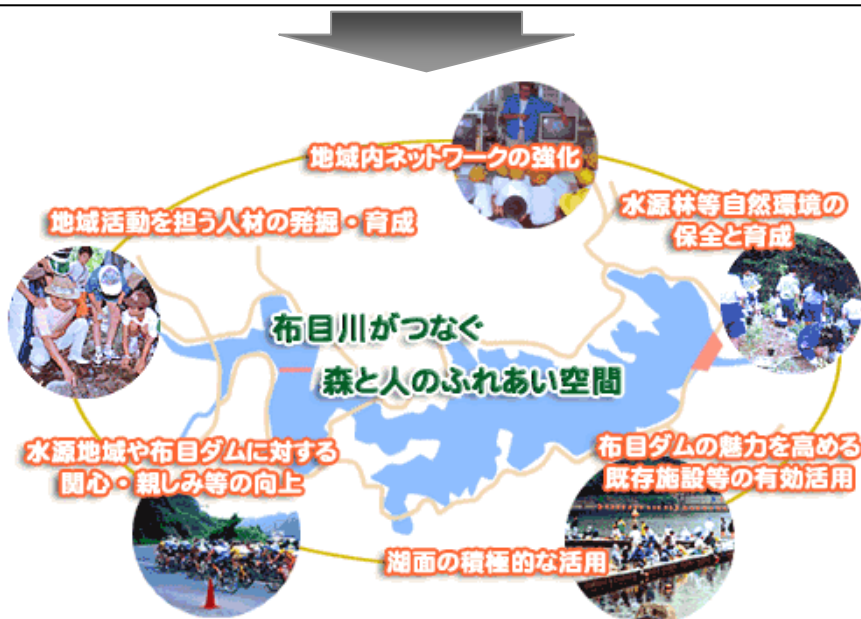 地域内ネットワークの強化
地域活動を担う人材の発掘・育成
水源林等自然環境の
保全と育成
布目川がつなぐ
森と人のふれあい空間
水源地域や布目ダムに対する
関心・親しみ等の向上
布目ダムの魅力を高める
既存施設等の有効活用
湖面の積極的な活用